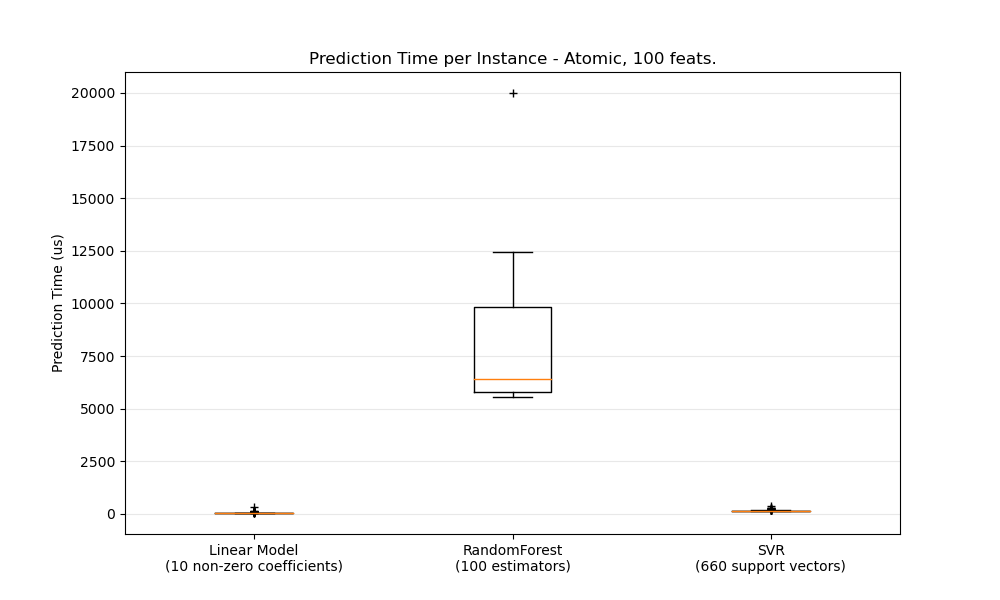 Prediction Time per Instance - Atomic, 100 feats.
Prediction Time (us)
20000
17500
15000
12500
10000
7500
5000
2500
0
Linear Model
(10 non-zero coefficients)
RandomForest
(100 estimators)
SVR
(660 support vectors)